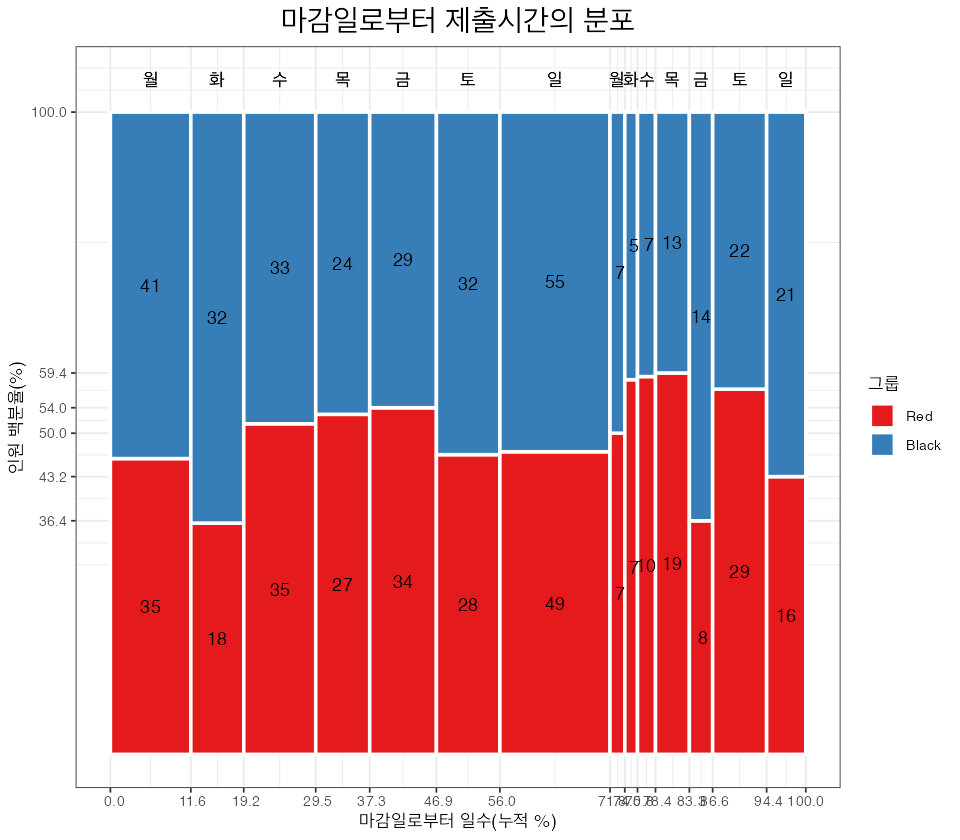 마감일로부터 제출시간의 분포
월 화 수 목 금 토 일 월 화 수 목 금 토 일
100.0
59.4
54.0
50.0
43.2
36.4
인원 백분율(%)
41 32 33 24 29 32 55 7 5 7 13 14 22 21
35 18 35 27 34 28 49 7 7 10 19 8 29 16
그룹
Red
Black
0.0 11.6 19.2 29.5 37.3 46.9 56.0 78.4 83.3 86.6 94.4 100.0
마감일로부터 일수(누적 %)